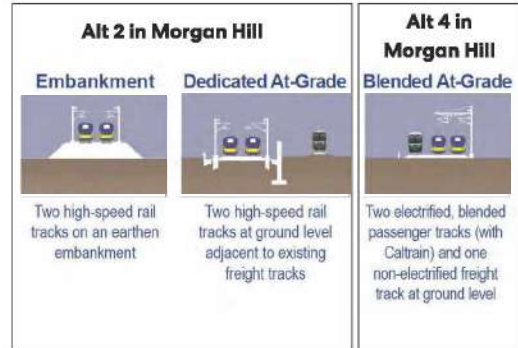 Alt 2 in Morgan Hill
Embankment
Two high-speed rail
tracks on an earthen
embankment
Dedicated At-Grade
Two high-speed rail
tracks at ground level
adjacent to existing
freight tracks
Alt 4 in
Morgan Hill
Blended At-Grade
Two electrified, blended
passenger tracks (with
Caltrain) and one
non-electrified freight
track at ground level